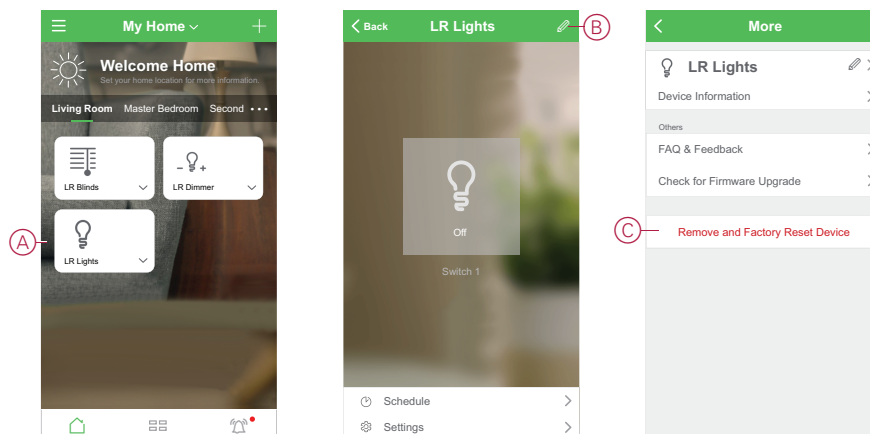 My Home
Welcome Home
Set your home location for more information.
Living Room Master Bedroom Second
LR Blinds
LR Dimmer
LR Lights
A
Back LR Lights
B
Off
Switch 1
Schedule
Settings
More
LR Lights
Device Information
Others
FAQ & Feedback
Check for Firmware Upgrade
C
Remove and Factory Reset Device